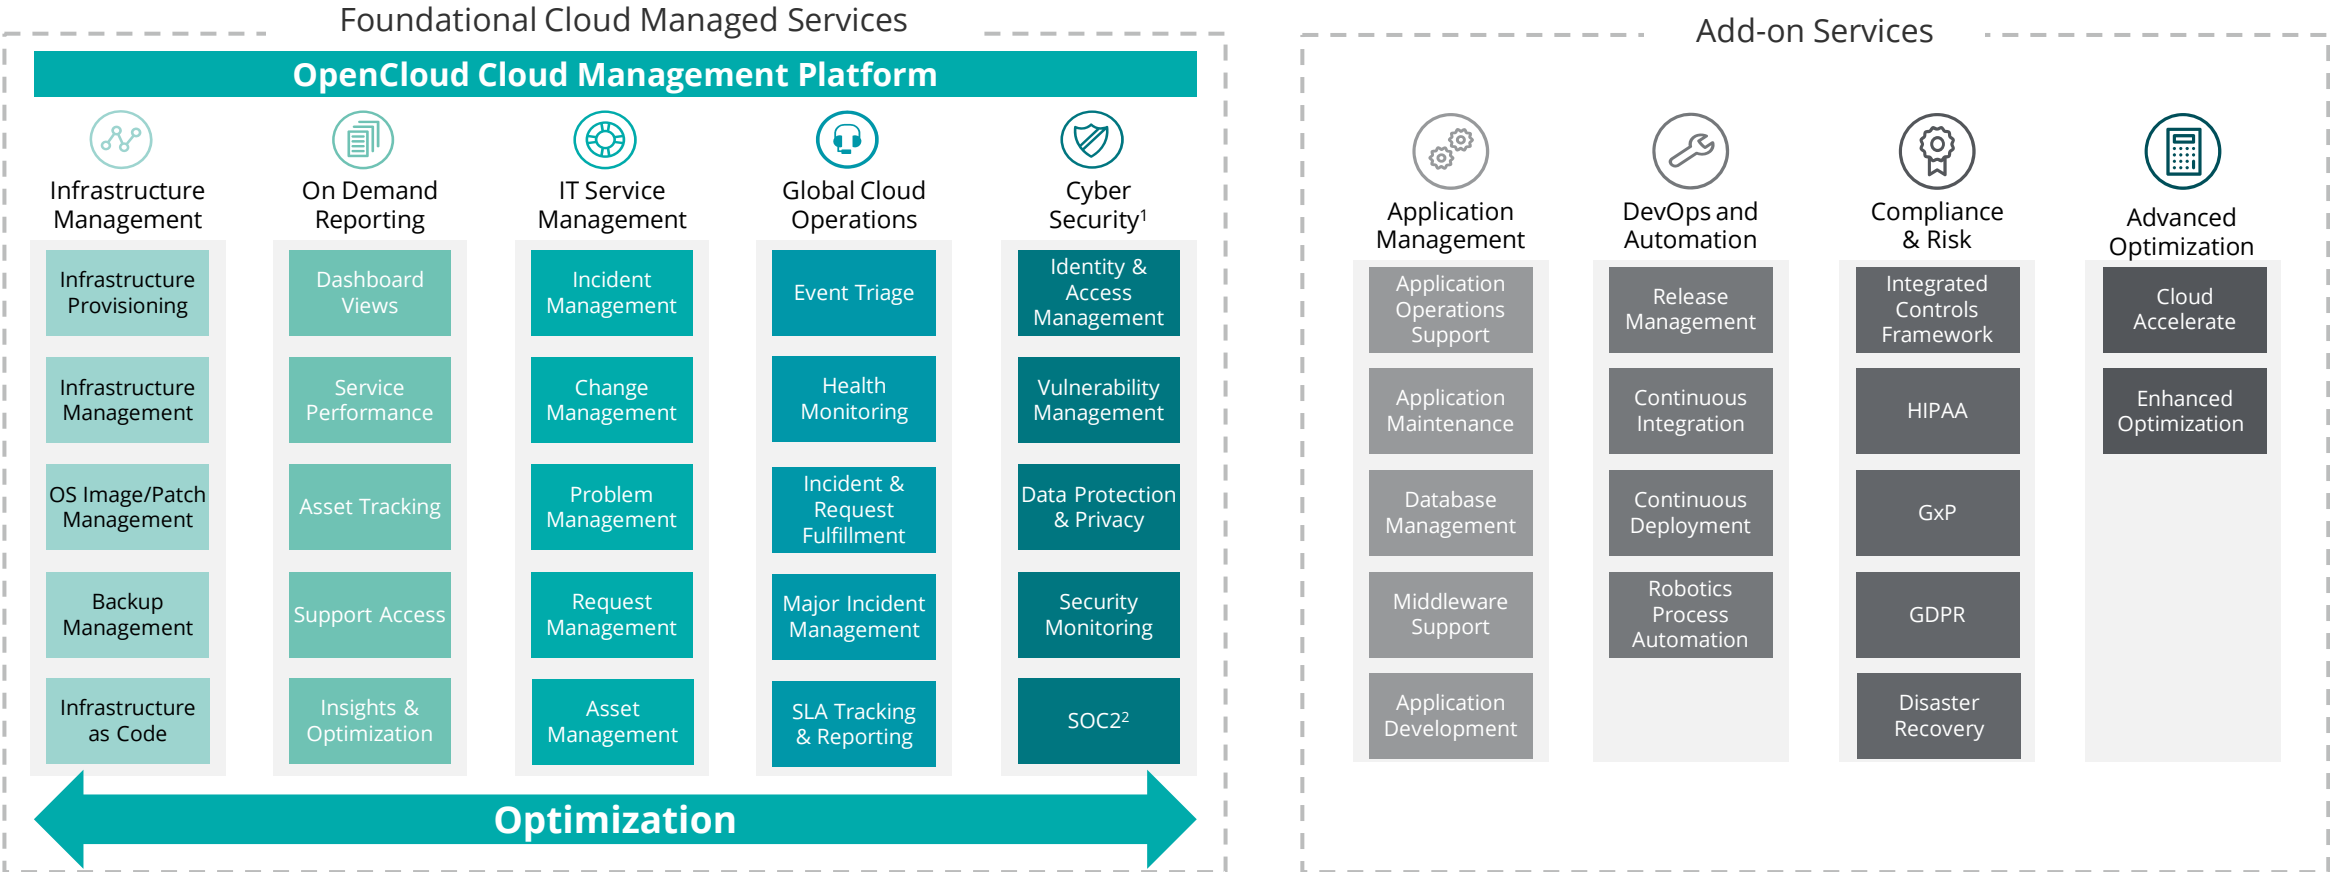 Foundational Cloud Managed Services
OpenCloud Cloud Management Platform
Infrastructure
Management
Infrastructure
Provisioning
Infrastructure
Management
OS Image/Patch
Management
Backup
Management
Infrastructure
as Code
On Demand
Reporting
Dashboard
Views
Service
Performance
Asset Tracking
Support Access
Insights &
Optimization
IT Service
Management
Incident
Management
Change
Management
Problem
Management
Request
Management
Asset
Management
Global Cloud
Operations
Event Triage
Health
Monitoring
Incident &
Request
Fulfillment
Major Incident
Management
SLA Tracking
& Reporting
Cyber
Security¹
Identity &
Access
Management
Vulnerability
Management
Data Protection
& Privacy
Security
Monitoring
SOC2²
Optimization
Add-on Services
Application
Management
Application
Operations
Support
Application
Maintenance
Database
Management
Middleware
Support
Application
Development
DevOps and
Automation
Release
Management
Continuous
Integration
Continuous
Deployment
Robotics
Process
Automation
Compliance
& Risk
Integrated
Controls
Framework
HIPAA
GxP
GDPR
Disaster
Recovery
Advanced
Optimization
Cloud
Accelerate
Enhanced
Optimization